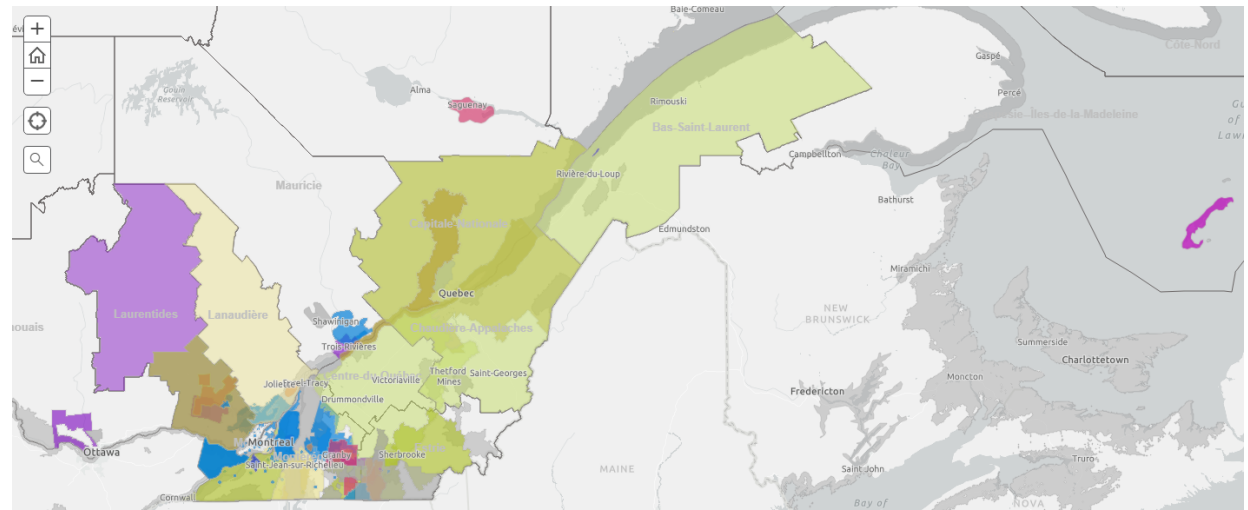 Baie-Comeau
Côte-Nord
Gaspé
Alma
Gouin
Reservoir
Saguenay
Percé
Rimouski
Îles-de-la-Madeleine
Bas-Saint-Laurent
Campbellton
Chaleur
Bay
Rivière-du-Loup
Mauricie
Bathurst
Capitale-Nationale
Edmundston
Miramichi
Quebec
Laurentides
Lanaudière
Shawinigan
NEW
BRUNSWICK
Chaudière-Appalaches
Trois-Rivières
Summerside
Charlottetown
Centre-du-Québec
Victoriaville
Thetford
Mines
Saint-Georges
Moncton
Drummondville
Fredericton
Montreal
Granby
Sherbrooke
Ottawa
Saint-Jean-sur-Richelieu
MAINE
Saint John
Truro
Cornwal
Bay of
NOVA